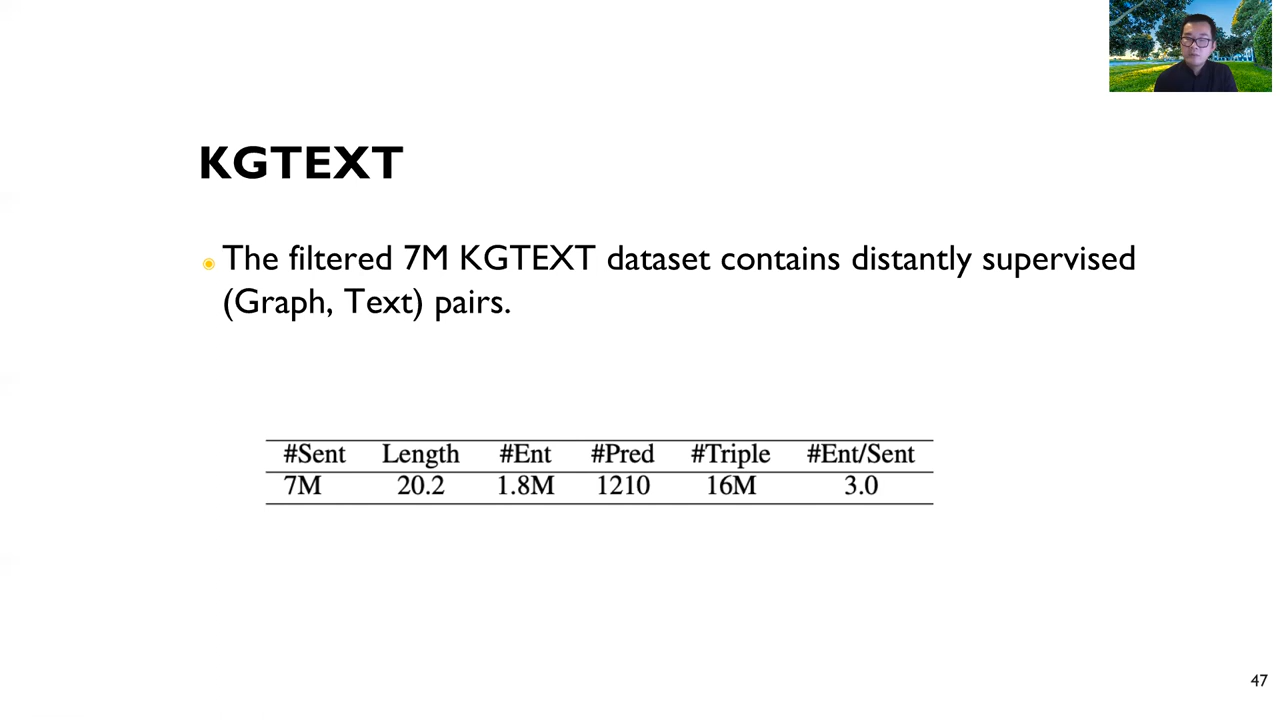 KGTEXT
The filtered 7M KGTEXT dataset contains distantly supervised
(Graph, Text) pairs.
#Sent Length #Ent #Pred #Triple #Ent/Sent
7M 20.2 1.8M 1210 16M 3.0
47